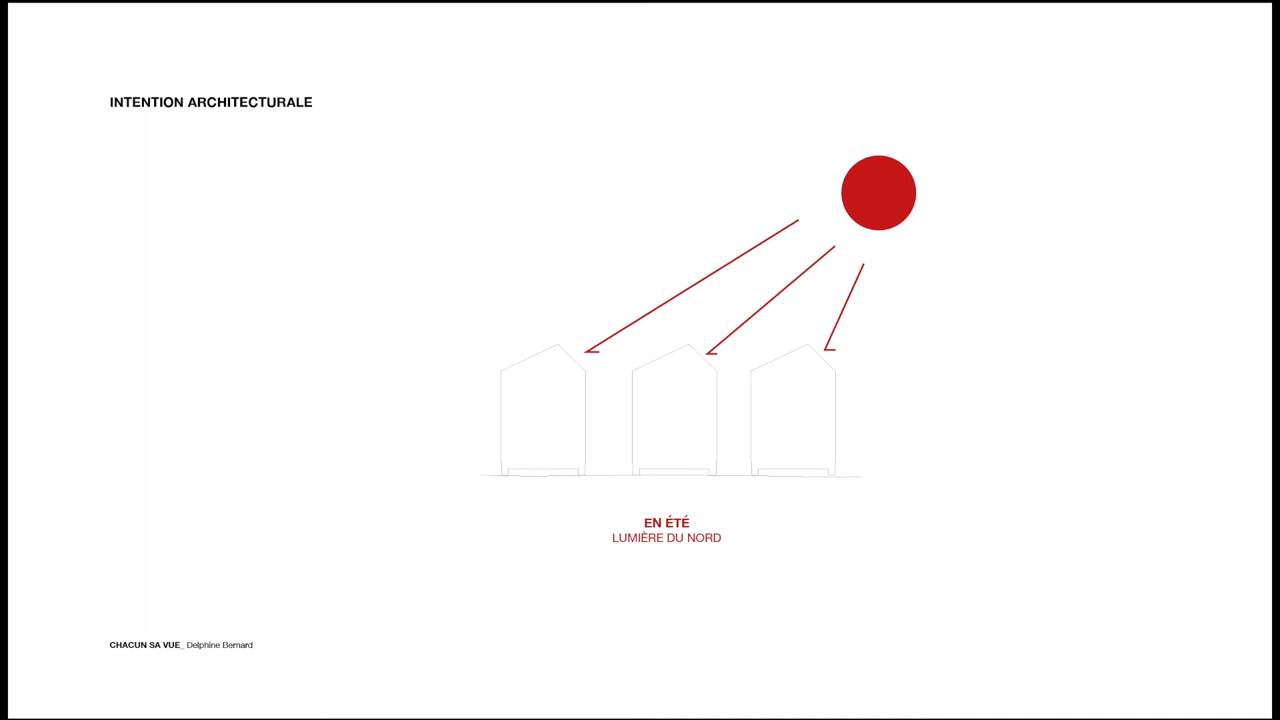 INTENTION ARCHITECTURALE
EN ÉTÉ
LUMIÈRE DU NORD
CHACUN SA VUE_ Delphine Bernard